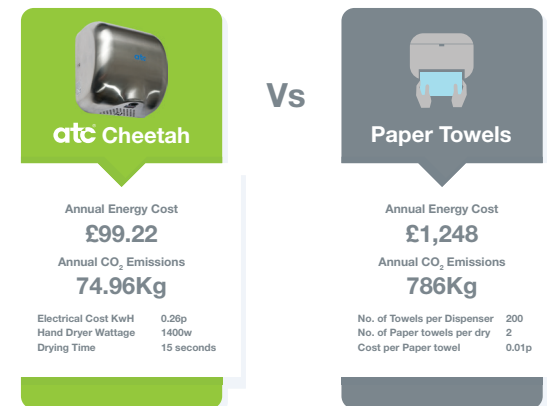 atc Cheetah
Annual Energy Cost
£99.22
Annual CO₂ Emissions
74.96Kg
Electrical Cost KwH 0.26p
Hand Dryer Wattage 1400w
Drying Time 15 seconds
Vs
Paper Towels
Annual Energy Cost
£1,248
Annual CO₂ Emissions
786Kg
No. of Towels per Dispenser 200
No. of Paper towels per dry 2
Cost per Paper towel 0.01p